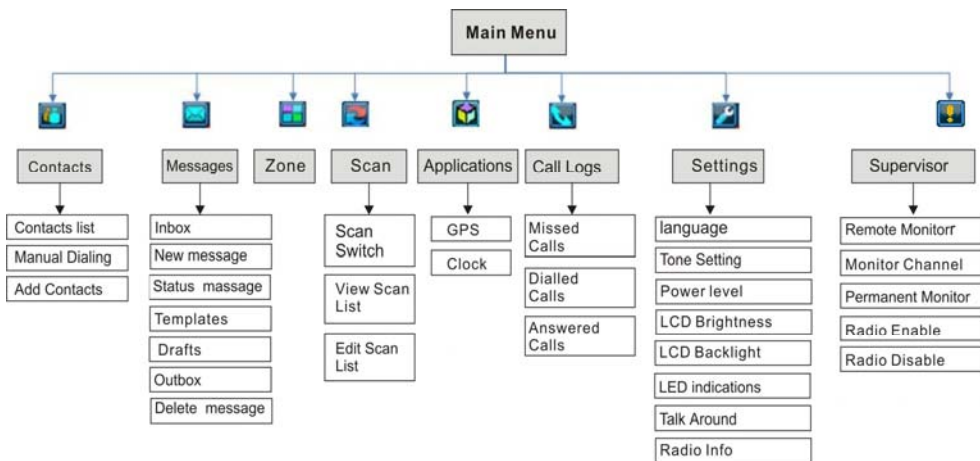 Main Menu
Contacts
Messages
Zone
Scan
Applications
Call Logs
Settings
Supervisor
Contacts list
Manual Dialing
Add Contacts
Inbox
New message
Status massage
Templates
Drafts
Outbox
Delete message
Scan
Switch
View Scan
List
Edit Scan
List
GPS
Clock
Missed
Calls
Dialled
Calls
Answered
Calls
language
Tone Setting
Power level
LCD Brightness
LCD Backlight
LED indications
Talk Around
Radio Info
Remote Monitorr
Monitor Channel
Permanent Monitor
Radio Enable
Radio Disable